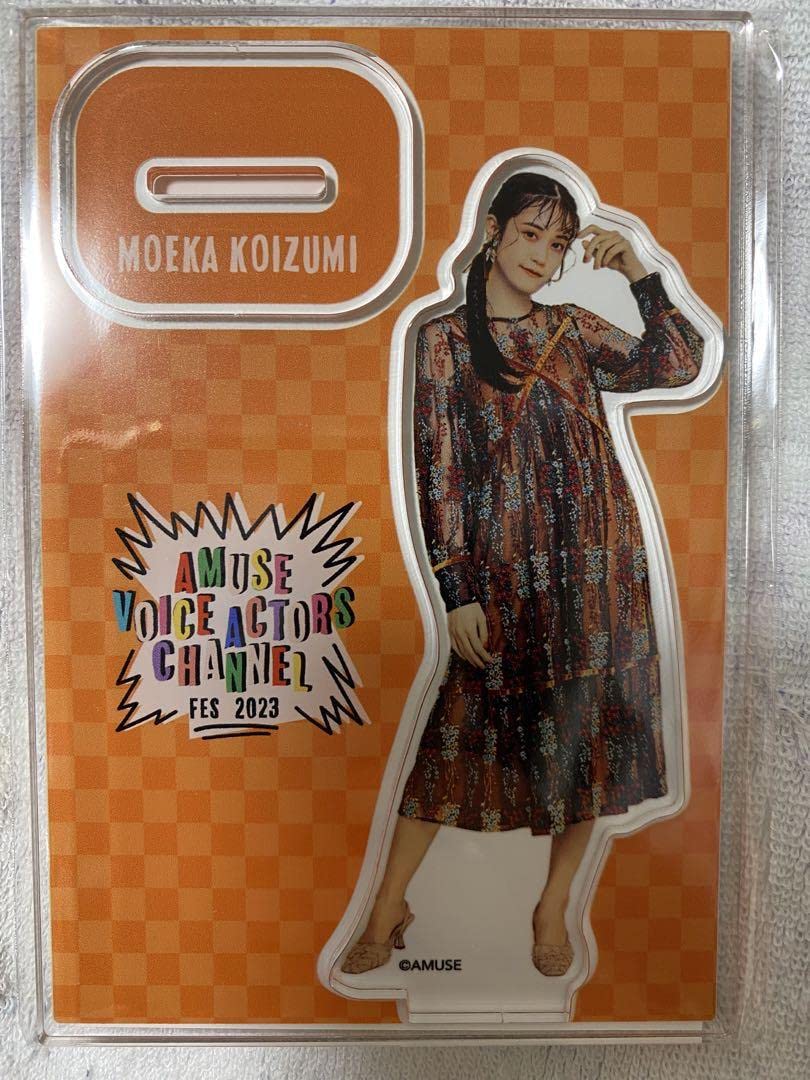 MOEKA KOIZUMI
AMUSE
VOICE ACTORS
CHANNEL
FES 2023
©AMUSE